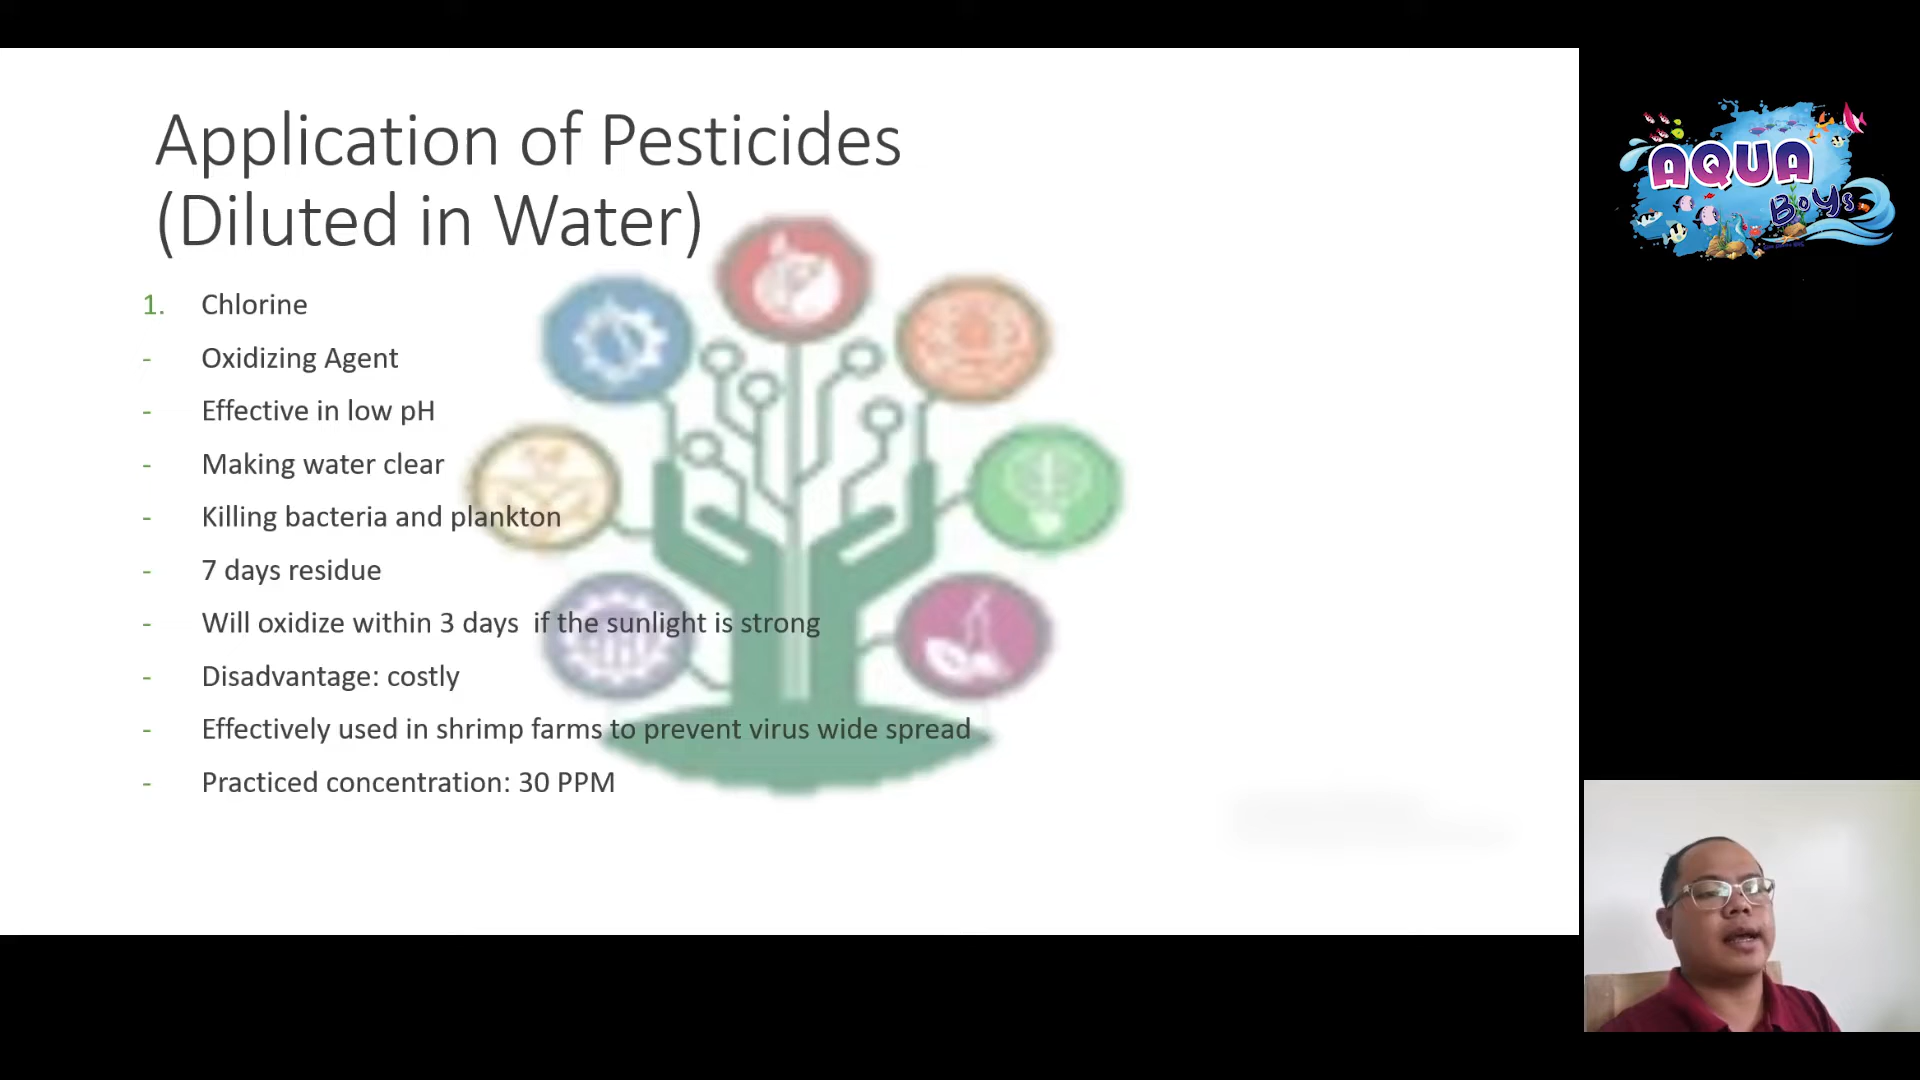 Application of Pesticides
(Diluted in Water)
1. Chlorine
- Oxidizing Agent
- Effective in low pH
- Making water clear
- Killing bacteria and plankton
- 7 days residue
- Will oxidize within 3 days if the sunlight is strong
- Disadvantage: costly
- Effectively used in shrimp farms to prevent virus wide spread
- Practiced concentration: 30 PPM
AQUA
BoYs